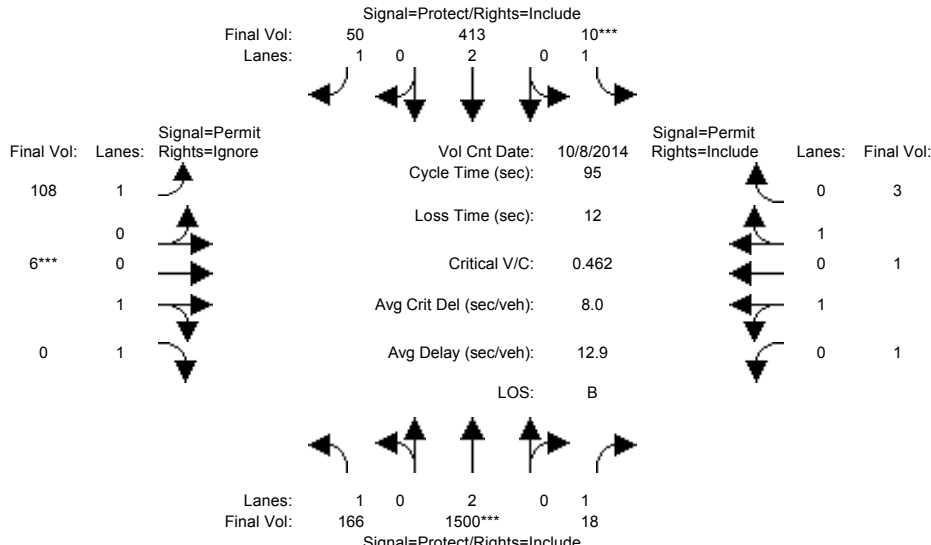 Signal=Protect/Rights=Include
Final Vol: 50 413 10***
Lanes: 1 0 2 0 1
Signal=Permit Signal=Permit
Final Vol: Lanes: Rights=Ignore Vol Cnt Date: 10/8/2014 Rights=Include Lanes: Final Vol:
Cycle Time (sec): 95
108 1 0 3
Loss Time (sec): 12
0 1
6*** 0 Critical V/C: 0.462 0 1
1 Avg Crit Del (sec/veh): 8.0 1
0 1 Avg Delay (sec/veh): 12.9 0 1
LOS: B
Lanes: 1 0 2 0 1
Final Vol: 166 1500*** 18
Signal=Protect/Rights=Include